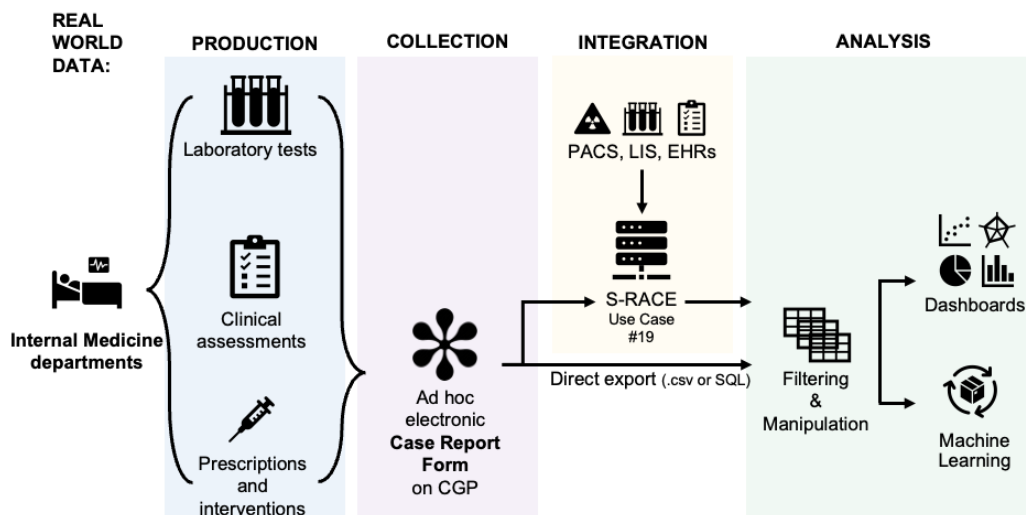 REAL
WORLD
DATA:
PRODUCTION
COLLECTION
INTEGRATION
ANALYSIS
Internal Medicine
departments
Laboratory tests
Clinical
assessments
Prescriptions
and
interventions
Ad hoc
electronic
Case Report
Form
on CGP
PACS, LIS, EHRs
S-RACE
Use Case
#19
Direct export (.csv or SQL)
Filtering
&
Manipulation
Dashboards
Machine
Learning